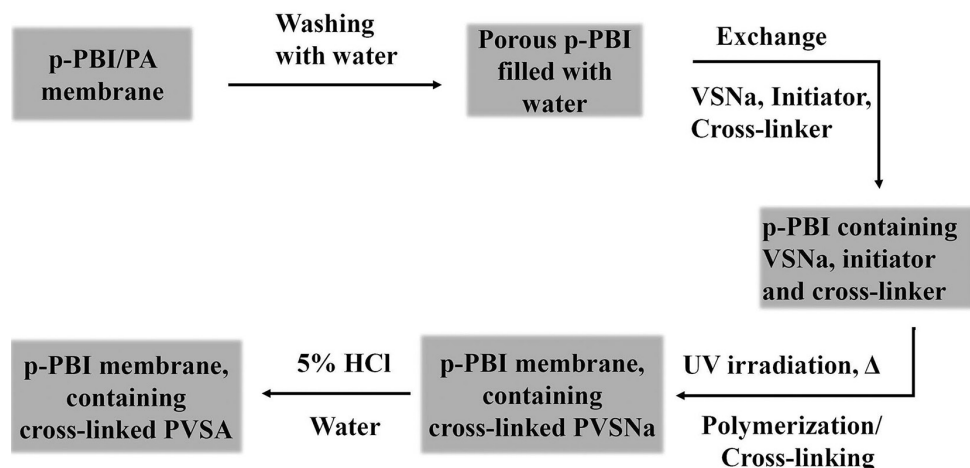 p-PBI/PA
membrane
Washing
with water
Porous p-PBI
filled with
water
Exchange
VSNa, Initiator,
Cross-linker
p-PBI containing
VSNa, initiator
and cross-linker
UV irradiation, Δ
Polymerization/
Cross-linking
p-PBI membrane,
containing
cross-linked PVSNa
5% HCl
Water
p-PBI membrane,
containing
cross-linked PVSA